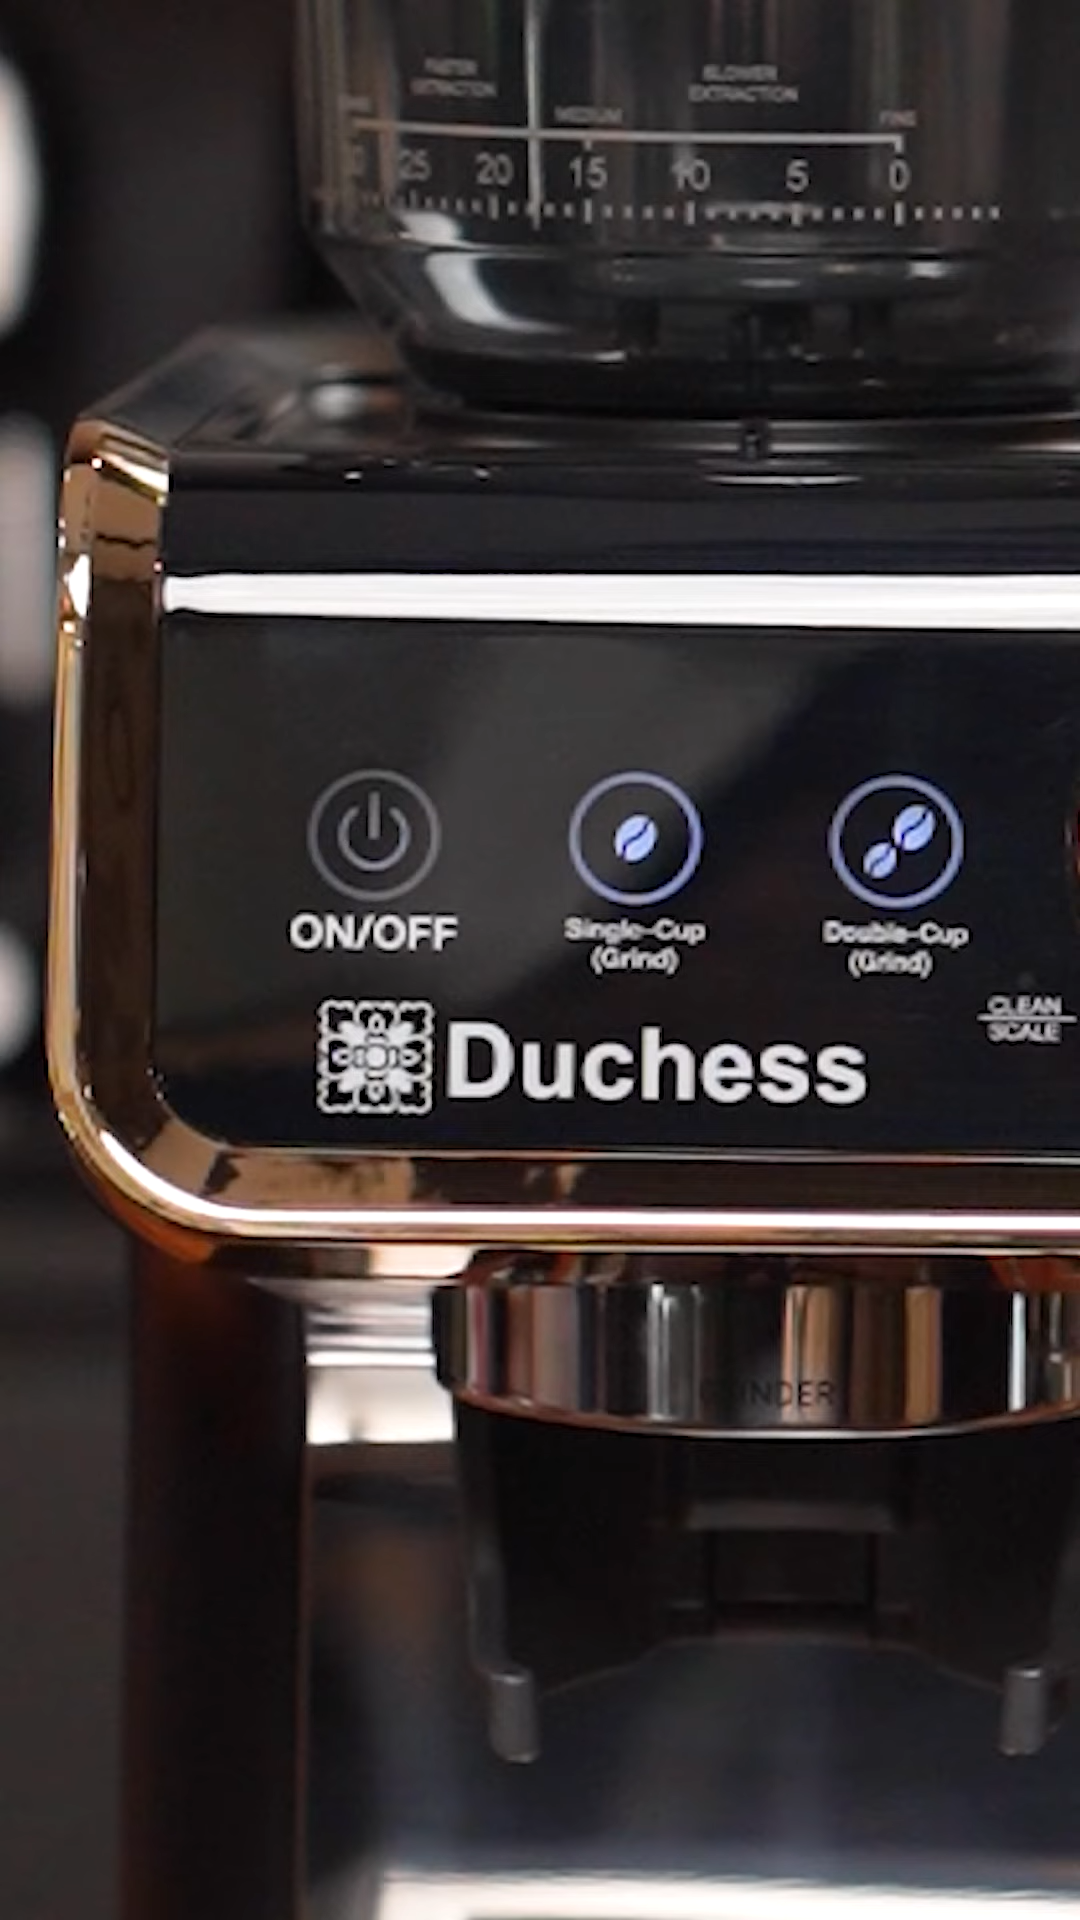 FASTER SLOWER
EXTRACTION EXTRACTION
MEDIUM FINE
25 20 15 10 5 0
ON/OFF
Single-Cup
(Grind)
Double-Cup
(Grind)
CLEAN
SCALE
Duchess